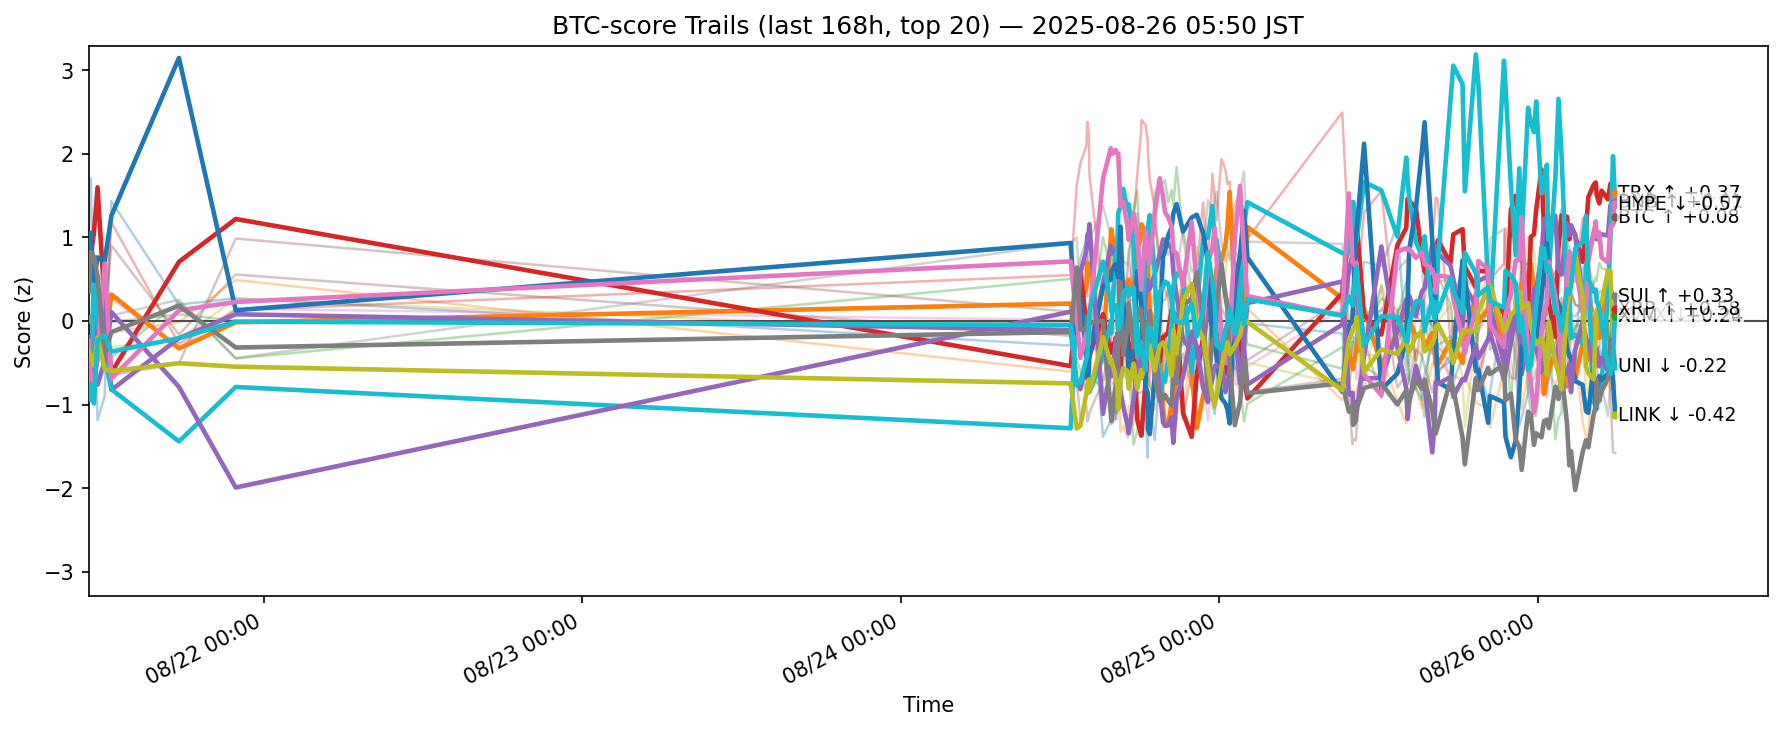 BTC-score Trails (last 168h, top 20) — 2025-08-26 05:50 JST
Score (z)
3
2
1
0
−1
−2
−3
TRX ↑ +0.37
HYPE ↓ -0.57
BTC ↑ +0.08
SUI ↑ +0.33
XRP ↑ +0.58
UNI ↓ -0.22
LINK ↓ -0.42
08/22 00:00
08/23 00:00
08/24 00:00
08/25 00:00
08/26 00:00
Time